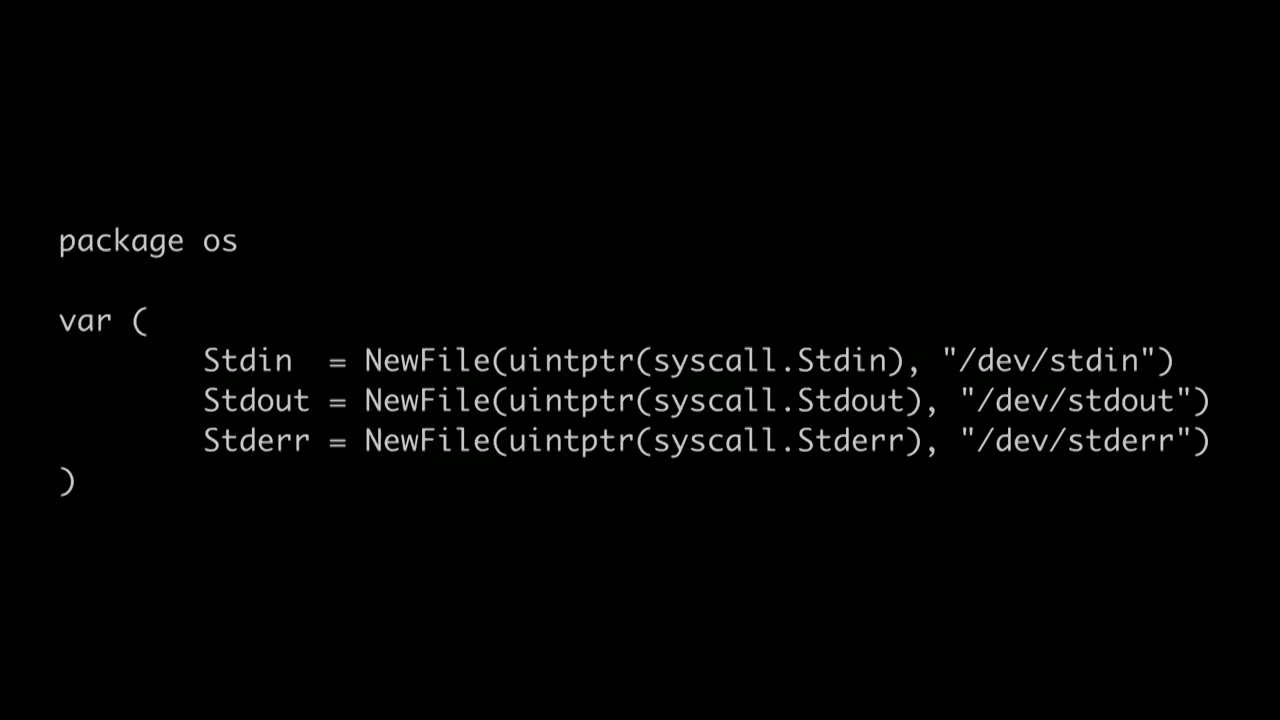 package os
var (
Stdin  = NewFile(uintptr(syscall.Stdin), "/dev/stdin")
Stdout = NewFile(uintptr(syscall.Stdout), "/dev/stdout")
Stderr = NewFile(uintptr(syscall.Stderr), "/dev/stderr")
)